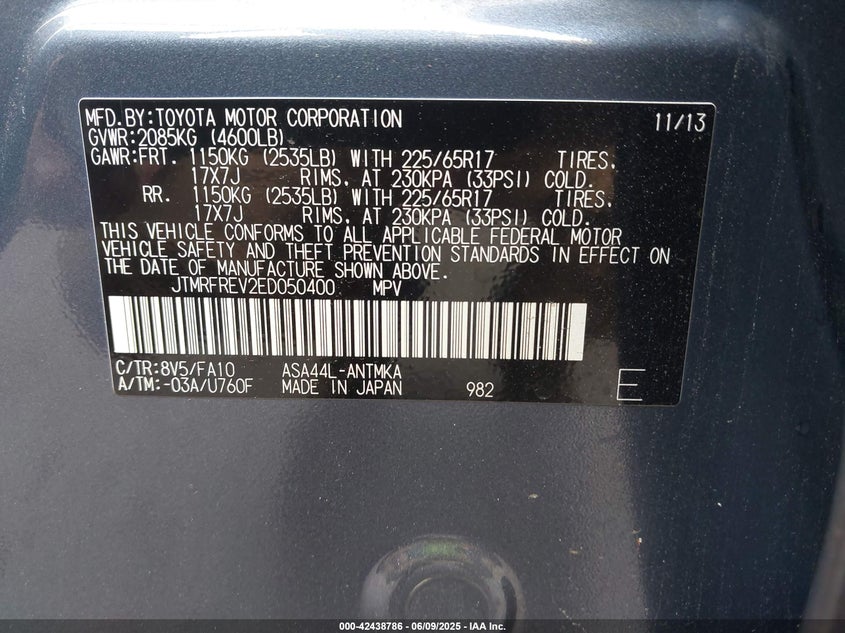 MFD.BY:TOYOTA MOTOR CORPORATION 11/13
GVWR:2085KG (4600LB)
GAWR:FRT. 1150KG (2535LB) WITH 225/65R17 TIRES,
17X7J RIMS, AT 230KPA (33PSI) COLD.
RR. 1150KG (2535LB) WITH 225/65R17 TIRES,
17X7J RIMS, AT 230KPA (33PSI) COLD.
THIS VEHICLE CONFORMS TO ALL APPLICABLE FEDERAL MOTOR
VEHICLE SAFETY AND THEFT PREVENTION STANDARDS IN EFFECT ON
THE DATE OF MANUFACTURE SHOWN ABOVE.
JTMRFREV2ED050400 MPV
C/TR:8V5/FA10 ASA44L-ANTMKA
A/TM:-03A/U760F MADE IN JAPAN 982 E
000-42438786 - 06/09/2025 - IAA Inc.